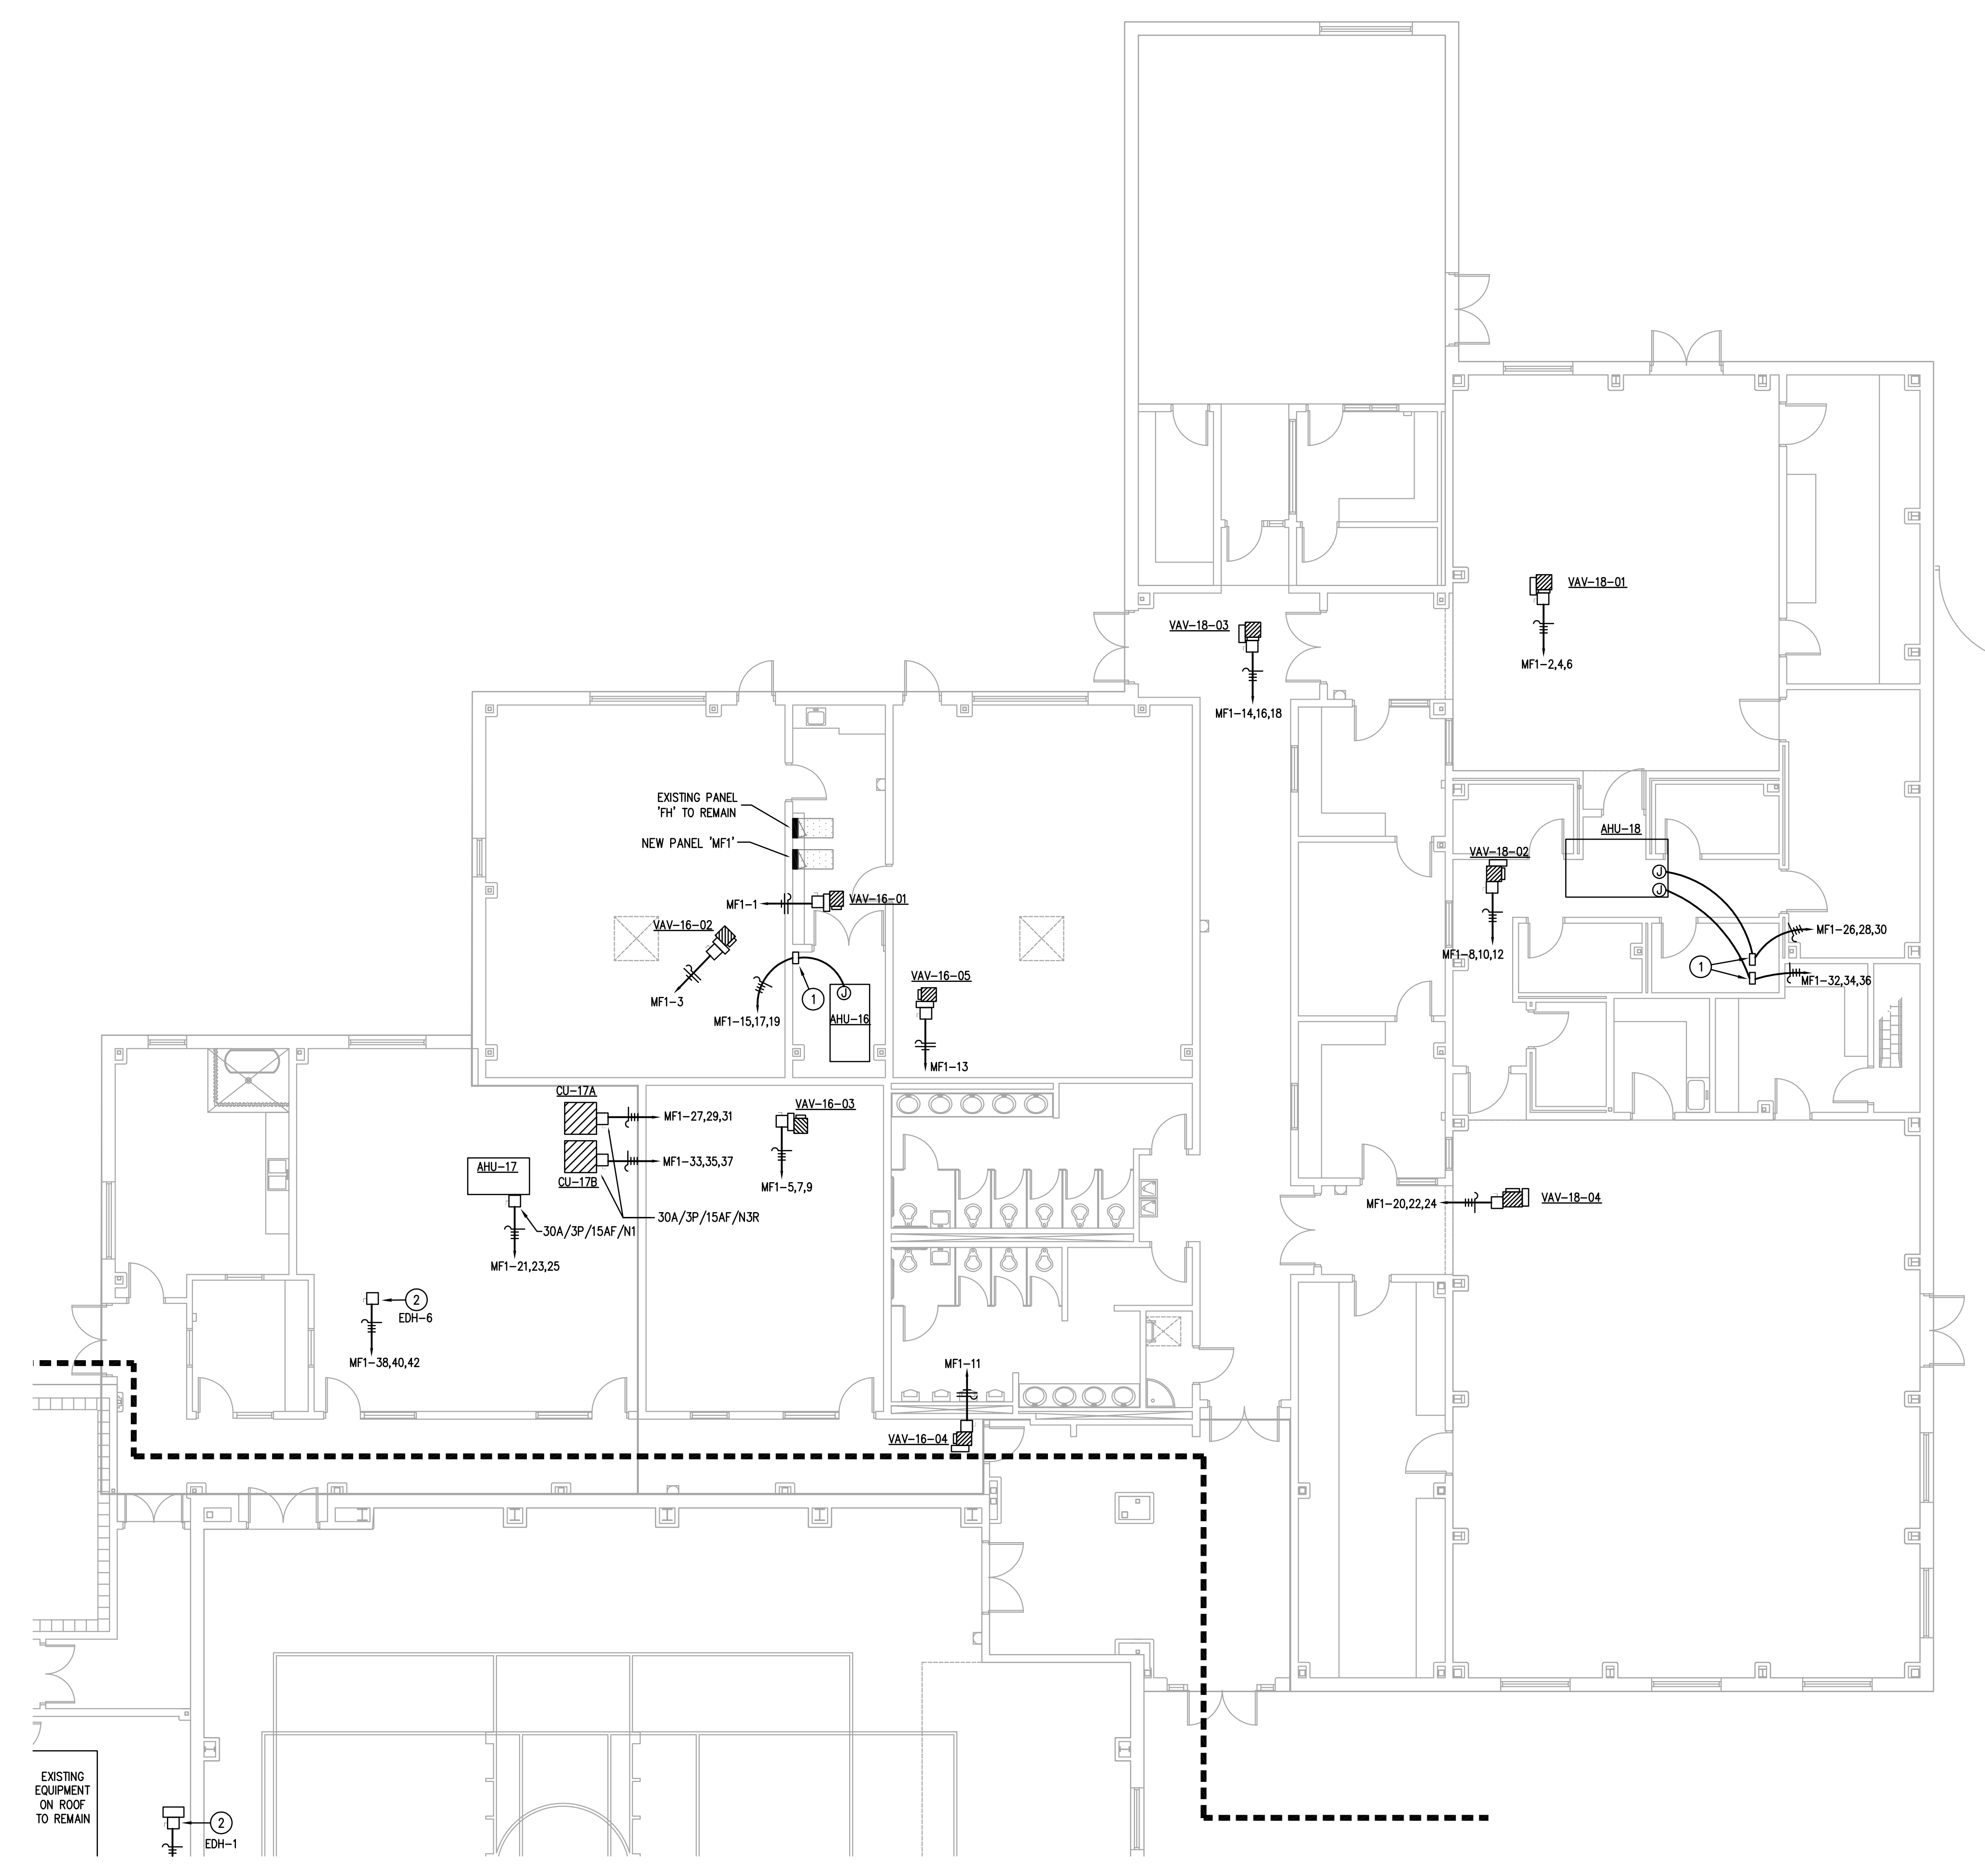 VAV-18-01
MF1-2,4,6
VAV-18-03
MF1-14,16,18
EXISTING PANEL
'FH' TO REMAIN
NEW PANEL 'MF1'
AHU-18
J
J
VAV-18-02
MF1-8,10,12
MF1-26,28,30
1
MF1-32,34,36
MF1-1
VAV-16-01
VAV-16-02
MF1-3
MF1-15,17,19
1
J
AHU-16
VAV-16-05
MF1-13
CU-17A
MF1-27,29,31
MF1-33,35,37
CU-17B
30A/3P/15AF/N3R
VAV-16-03
MF1-5,7,9
AHU-17
30A/3P/15AF/N1
MF1-21,23,25
MF1-20,22,24
VAV-18-04
2
EDH-6
MF1-38,40,42
MF1-11
VAV-16-04
EXISTING
EQUIPMENT
ON ROOF
TO REMAIN
2
EDH-1